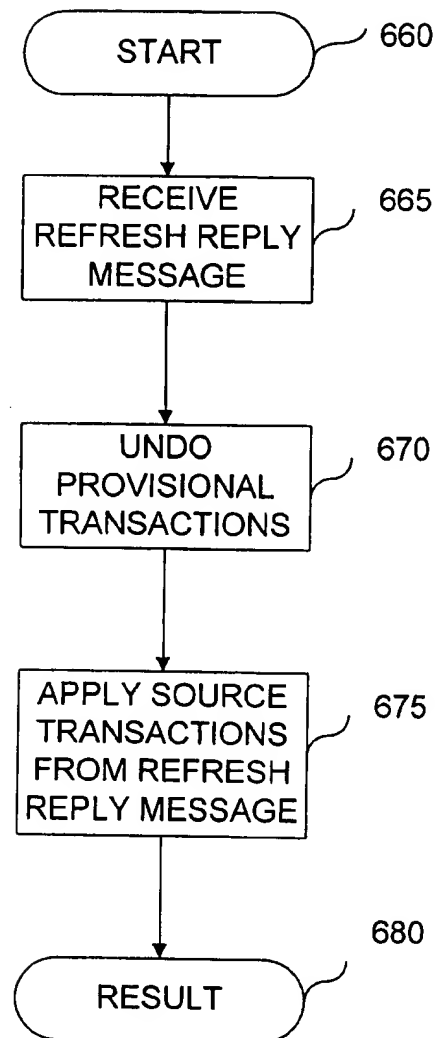 START
660
RECEIVE
REFRESH REPLY
MESSAGE
665
UNDO
PROVISIONAL
TRANSACTIONS
670
APPLY SOURCE
TRANSACTIONS
FROM REFRESH
REPLY MESSAGE
675
RESULT
680